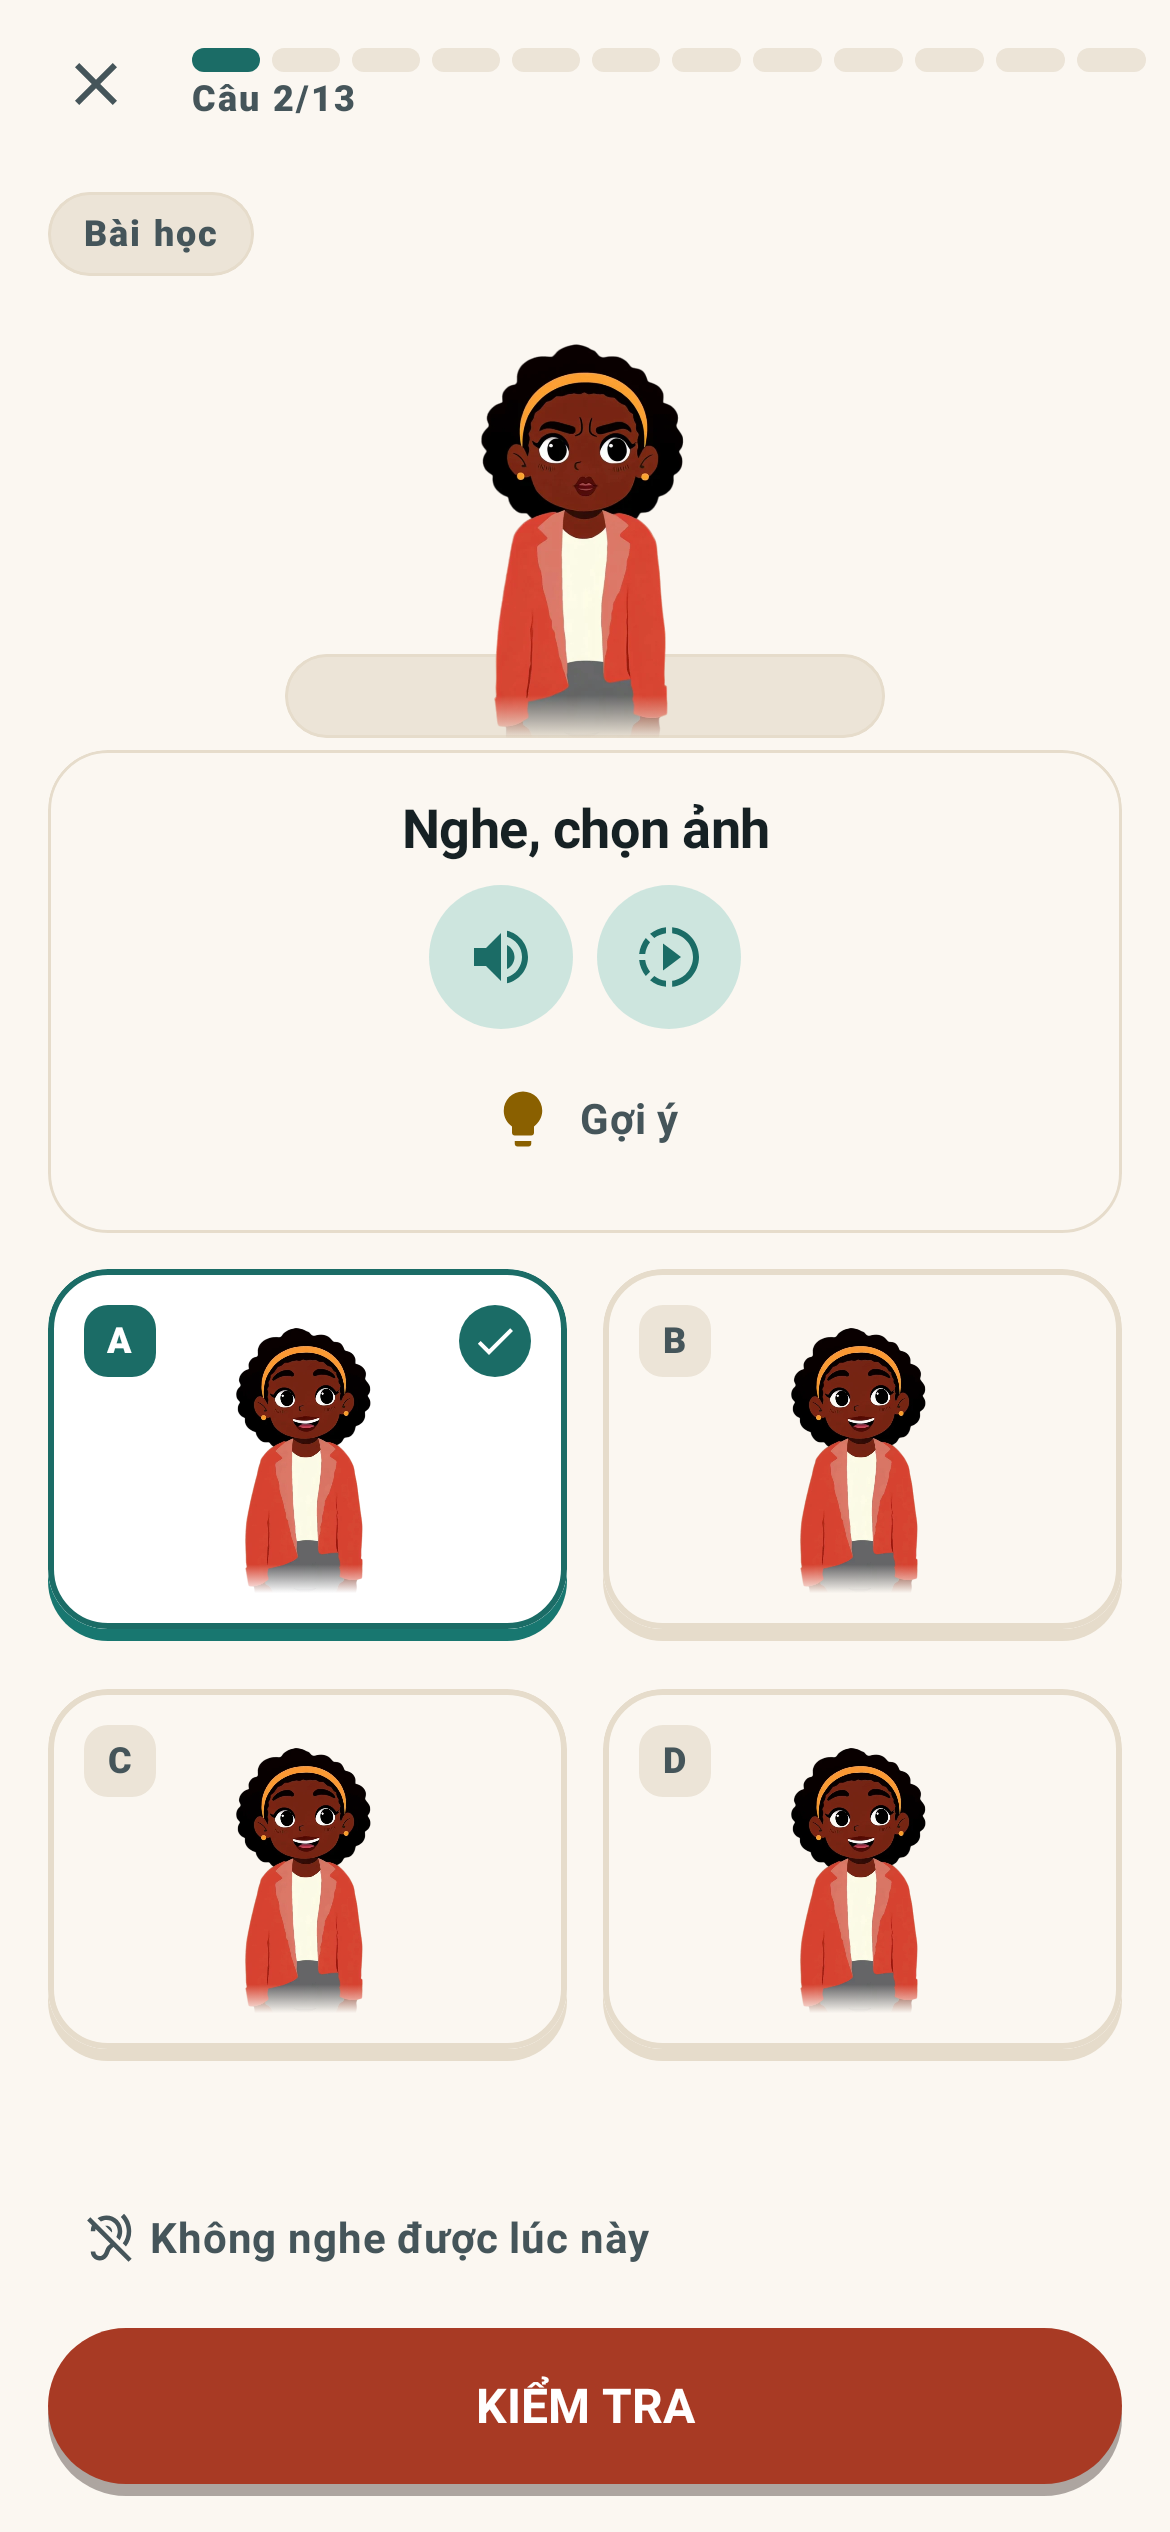 Câu 2/13
Bài học
Nghe, chọn ảnh
Gợi ý
A
B
C
D
Không nghe được lúc này
KIỂM TRA